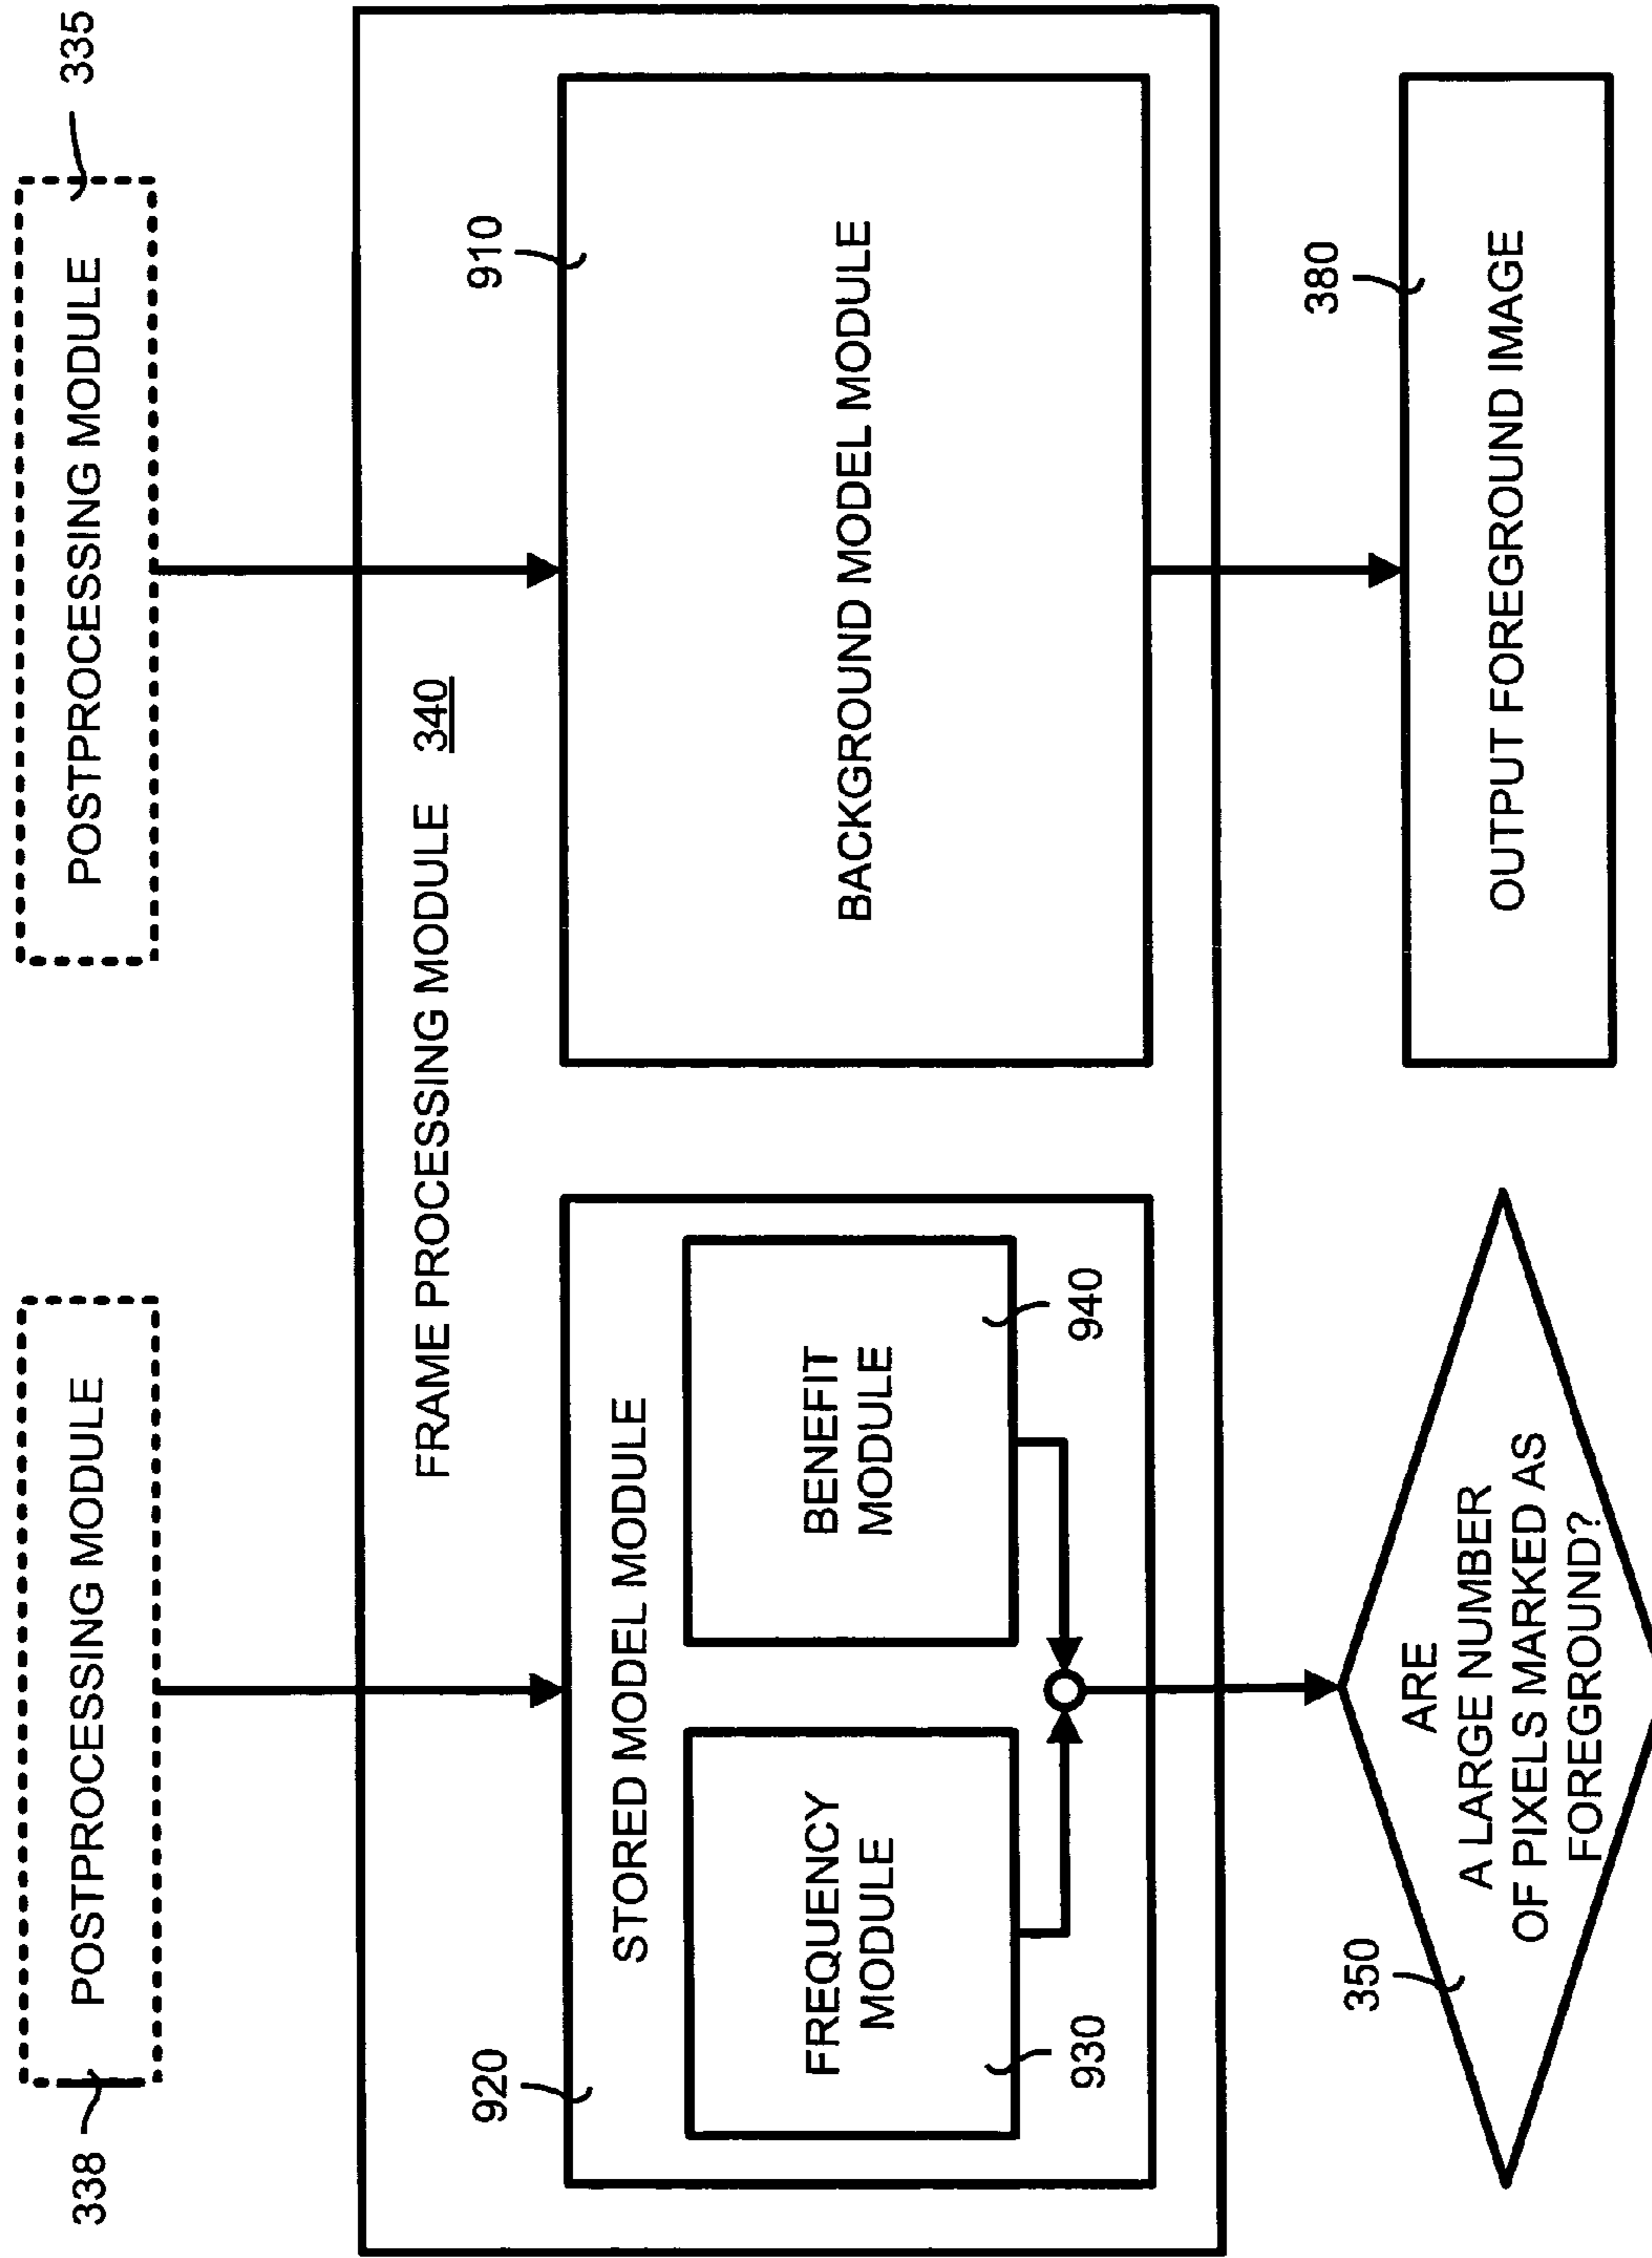 338
POSTPROCESSING MODULE
POSTPROCESSING MODULE
335
FRAME PROCESSING MODULE 340
920
STORED MODEL MODULE
FREQUENCY
MODULE
930
BENEFIT
MODULE
940
910
BACKGROUND MODEL MODULE
350
ARE
A LARGE NUMBER
OF PIXELS MARKED AS
FOREGROUND?
380
OUTPUT FOREGROUND IMAGE